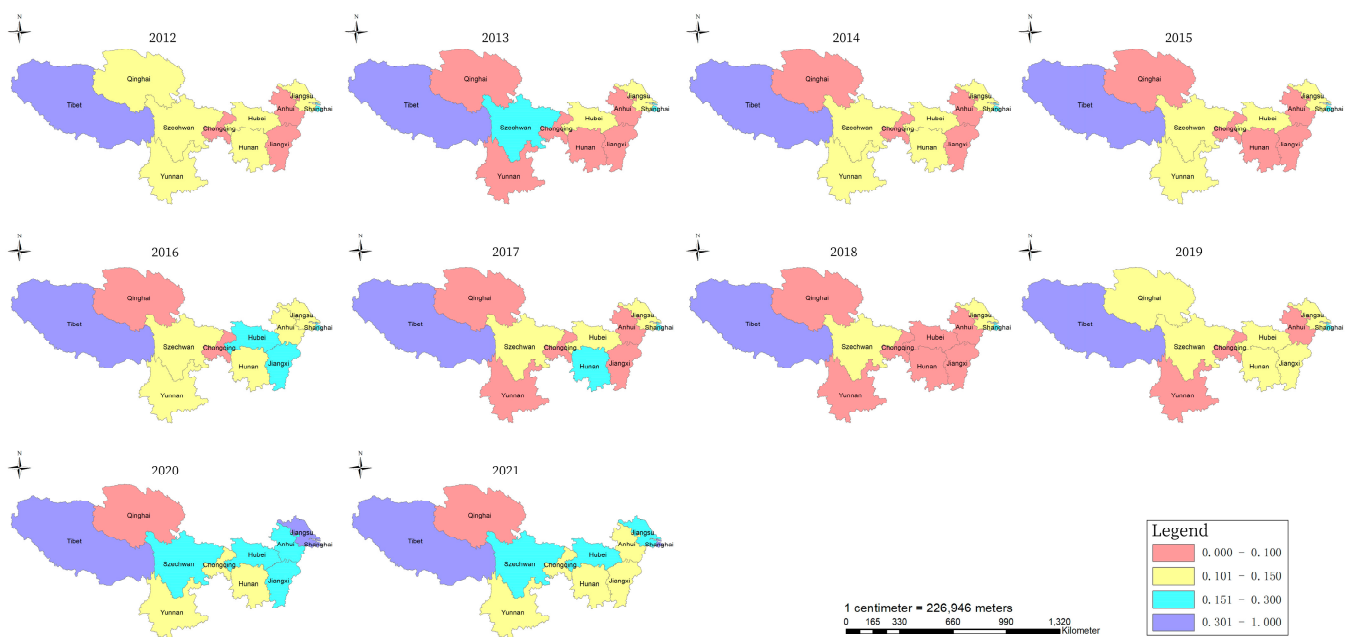 N
2012
Qinghai
Tibet
Jiangsu
Anhui
Shanghai
Szechwan
Hubei
Chongqing
Hunan
Jiangxi
Yunnan
N
2013
Qinghai
Tibet
Jiangsu
Anhui
Shanghai
Szechwan
Hubei
Chongqing
Hunan
Jiangxi
Yunnan
N
2014
Qinghai
Tibet
Jiangsu
Anhui
Shanghai
Szechwan
Hubei
Chongqing
Hunan
Jiangxi
Yunnan
N
2015
Qinghai
Tibet
Jiangsu
Anhui
Shanghai
Szechwan
Hubei
Chongqing
Hunan
Jiangxi
Yunnan
N
2016
Qinghai
Tibet
Jiangsu
Anhui
Shanghai
Szechwan
Hubei
Chongqing
Hunan
Jiangxi
Yunnan
N
2017
Qinghai
Tibet
Jiangsu
Anhui
Shanghai
Szechwan
Hubei
Chongqing
Hunan
Jiangxi
Yunnan
N
2018
Qinghai
Tibet
Jiangsu
Anhui
Shanghai
Szechwan
Hubei
Chongqing
Hunan
Jiangxi
Yunnan
N
2019
Qinghai
Tibet
Jiangsu
Anhui
Shanghai
Szechwan
Hubei
Chongqing
Hunan
Jiangxi
Yunnan
N
2020
Qinghai
Tibet
Jiangsu
Anhui
Shanghai
Szechwan
Hubei
Chongqing
Hunan
Jiangxi
Yunnan
N
2021
Qinghai
Tibet
Jiangsu
Anhui
Shanghai
Szechwan
Hubei
Chongqing
Hunan
Jiangxi
Yunnan
1 centimeter = 226,946 meters
0 165 330 660 990 1,320
Kilometer
Legend
0.000 - 0.100
0.101 - 0.150
0.151 - 0.300
0.301 - 1.000